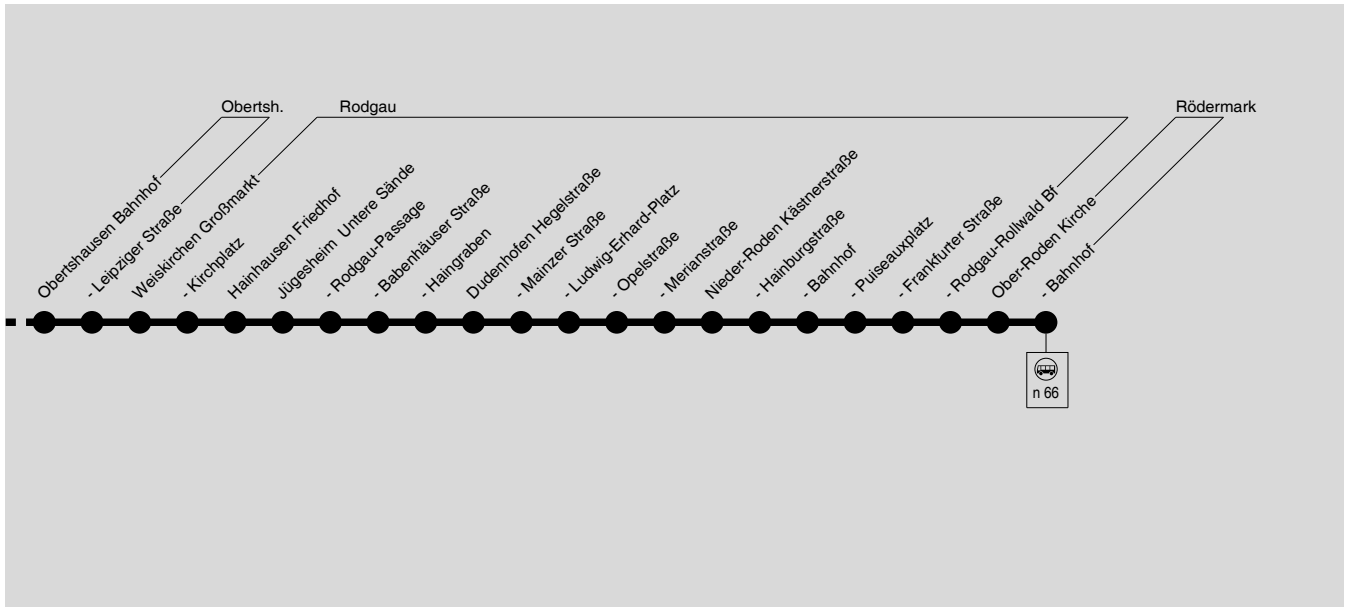 Obertsh.
Rodgau
Rödermark
Obertshausen Bahnhof
- Leipziger Straße
Weiskirchen Großmarkt
- Kirchplatz
Hainhausen Friedhof
Jügesheim Untere Sände
- Rodgau-Passage
- Babenhäuser Straße
- Haingraben
Dudenhofen Hegelstraße
- Mainzer Straße
- Ludwig-Erhard-Platz
- Opelstraße
- Merianstraße
Nieder-Roden Kästnerstraße
- Hainburgstraße
- Bahnhof
- Puiseauxplatz
- Frankfurter Straße
- Rodgau-Rollwald Bf
Ober-Roden Kirche
- Bahnhof
n 66